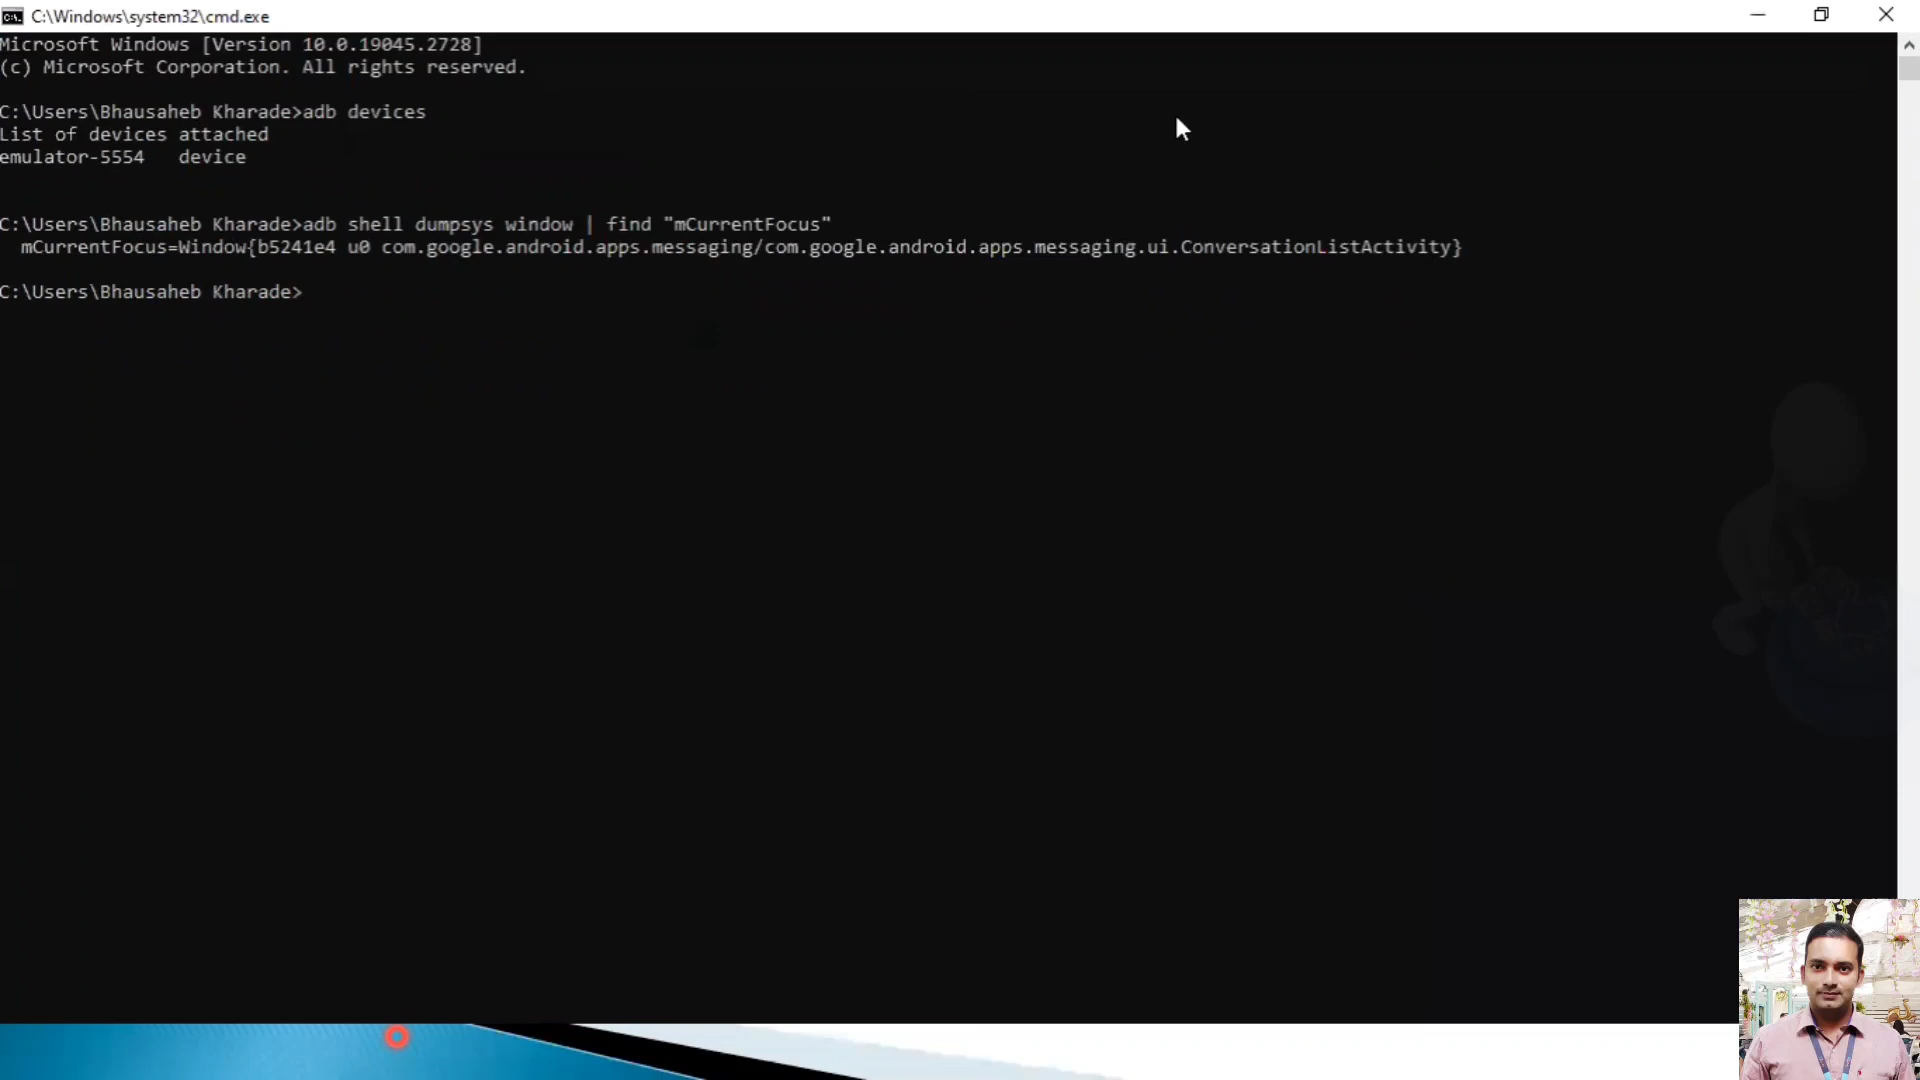 C:\Windows\system32\cmd.exe
Microsoft Windows [Version 10.0.19045.2728]
(c) Microsoft Corporation. All rights reserved.
C:\Users\Bhausaheb Kharade>adb devices
List of devices attached
emulator-5554   device
C:\Users\Bhausaheb Kharade>adb shell dumpsys window | find "mCurrentFocus"
  mCurrentFocus=Window{b5241e4 u0 com.google.android.apps.messaging/com.google.android.apps.messaging.ui.ConversationListActivity}
C:\Users\Bhausaheb Kharade>